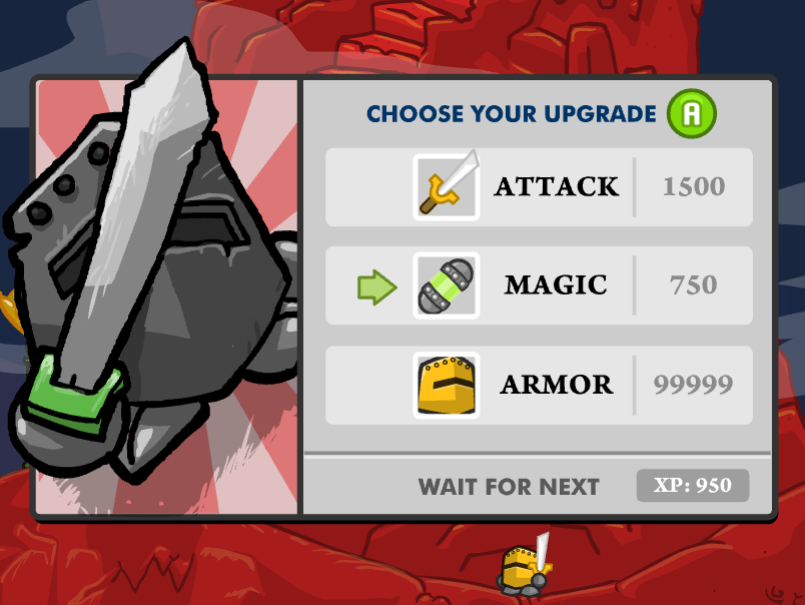 CHOOSE YOUR UPGRADE A
ATTACK 1500
MAGIC 750
ARMOR 99999
WAIT FOR NEXT XP: 950